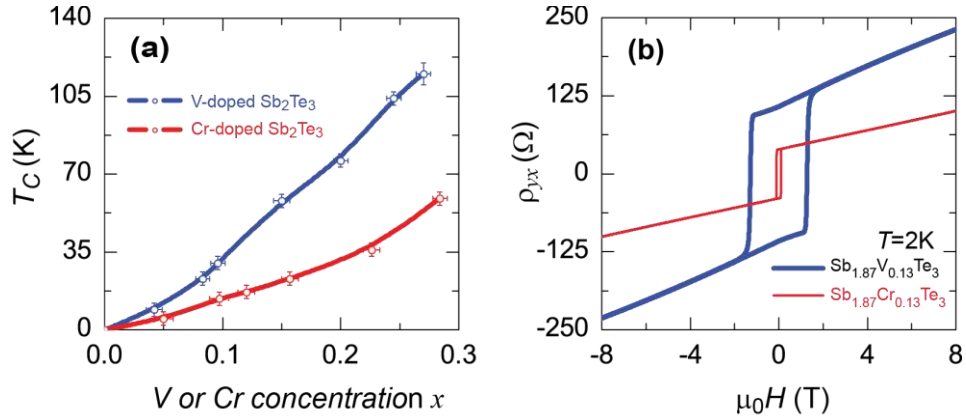 (a)
140
105
70
35
0
T_C (K)
V-doped Sb₂Te₃
Cr-doped Sb₂Te₃
0.0 0.1 0.2 0.3
V or Cr concentration x
(b)
250
125
0
-125
-250
ρ_yx (Ω)
T=2K
Sb₁.₈₇V₀.₁₃Te₃
Sb₁.₈₇Cr₀.₁₃Te₃
-8 -4 0 4 8
μ₀H (T)